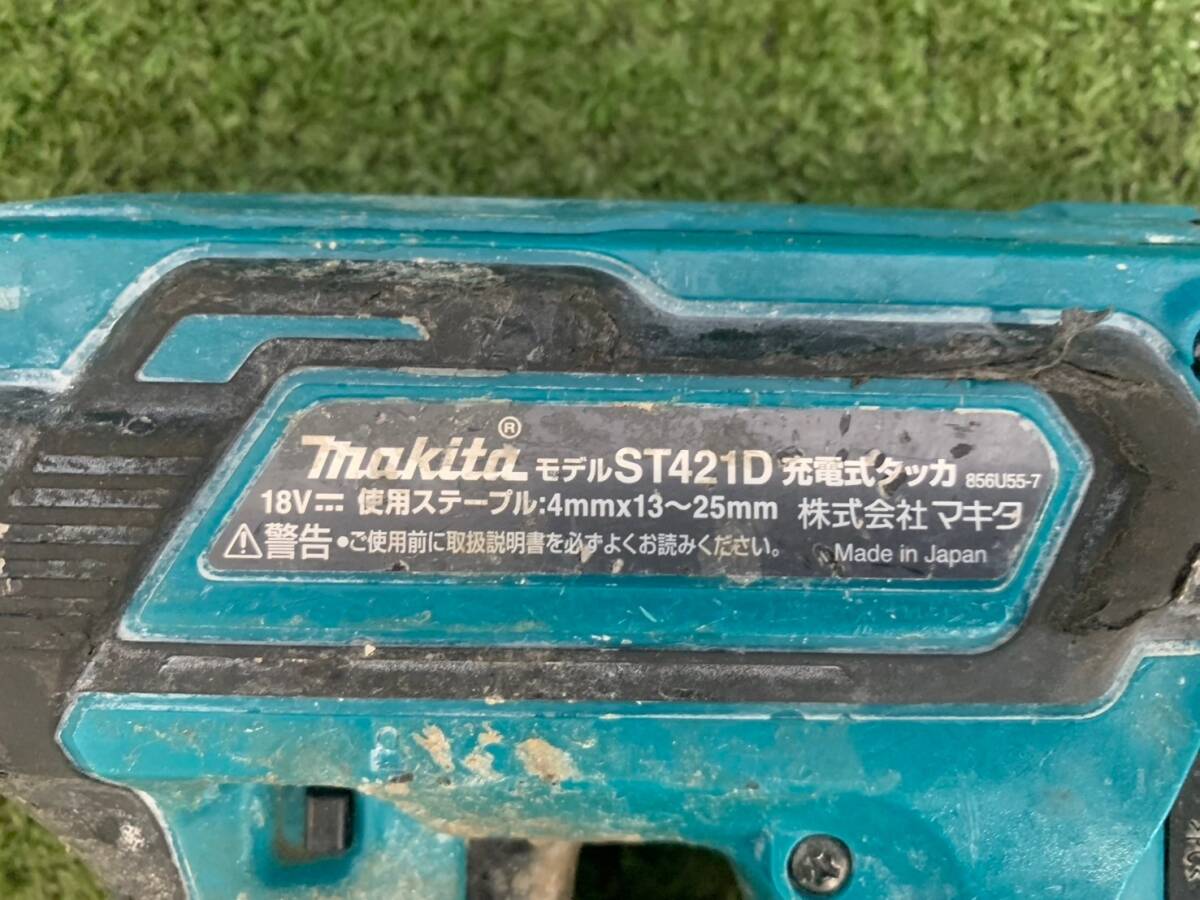 makita® モデルST421D 充電式タッカ 856U55-7
18V⎓ 使用ステープル:4mmx13~25mm 株式会社マキタ
⚠警告 •ご使用前に取扱説明書を必ずよくお読みください。 Made in Japan